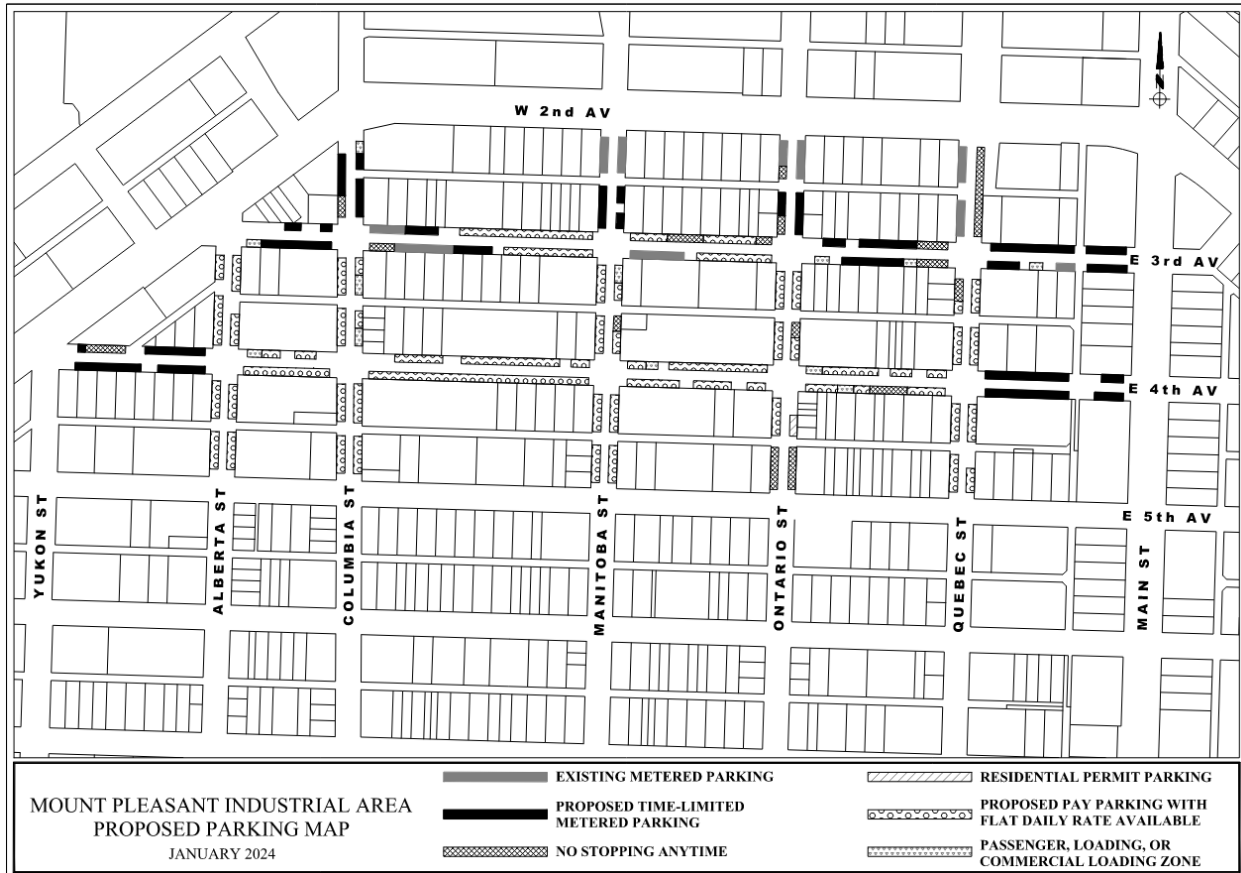 N
W 2nd AV
E 3rd AV
E 4th AV
E 5th AV
YUKON ST
ALBERTA ST
COLUMBIA ST
MANITOBA ST
ONTARIO ST
QUEBEC ST
MAIN ST
MOUNT PLEASANT INDUSTRIAL AREA
PROPOSED PARKING MAP
JANUARY 2024
EXISTING METERED PARKING
PROPOSED TIME-LIMITED
METERED PARKING
NO STOPPING ANYTIME
RESIDENTIAL PERMIT PARKING
PROPOSED PAY PARKING WITH
FLAT DAILY RATE AVAILABLE
PASSENGER, LOADING, OR
COMMERCIAL LOADING ZONE